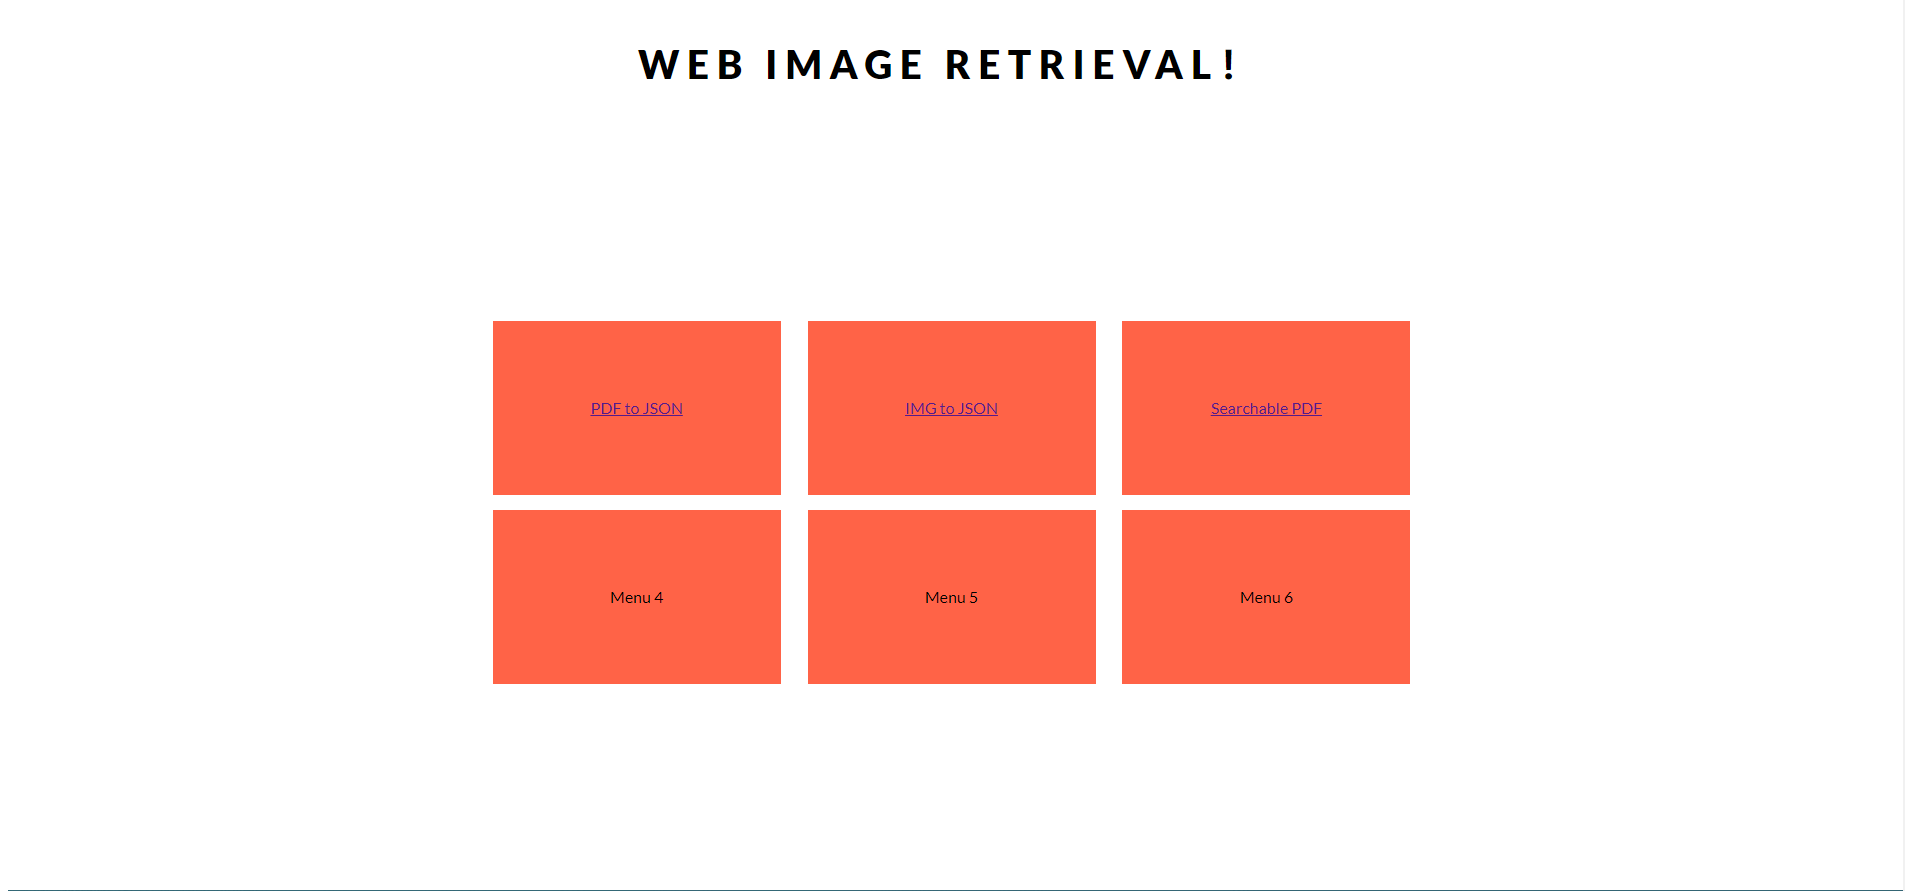 WEB IMAGE RETRIEVAL!
PDF to JSON
IMG to JSON
Searchable PDF
Menu 4
Menu 5
Menu 6